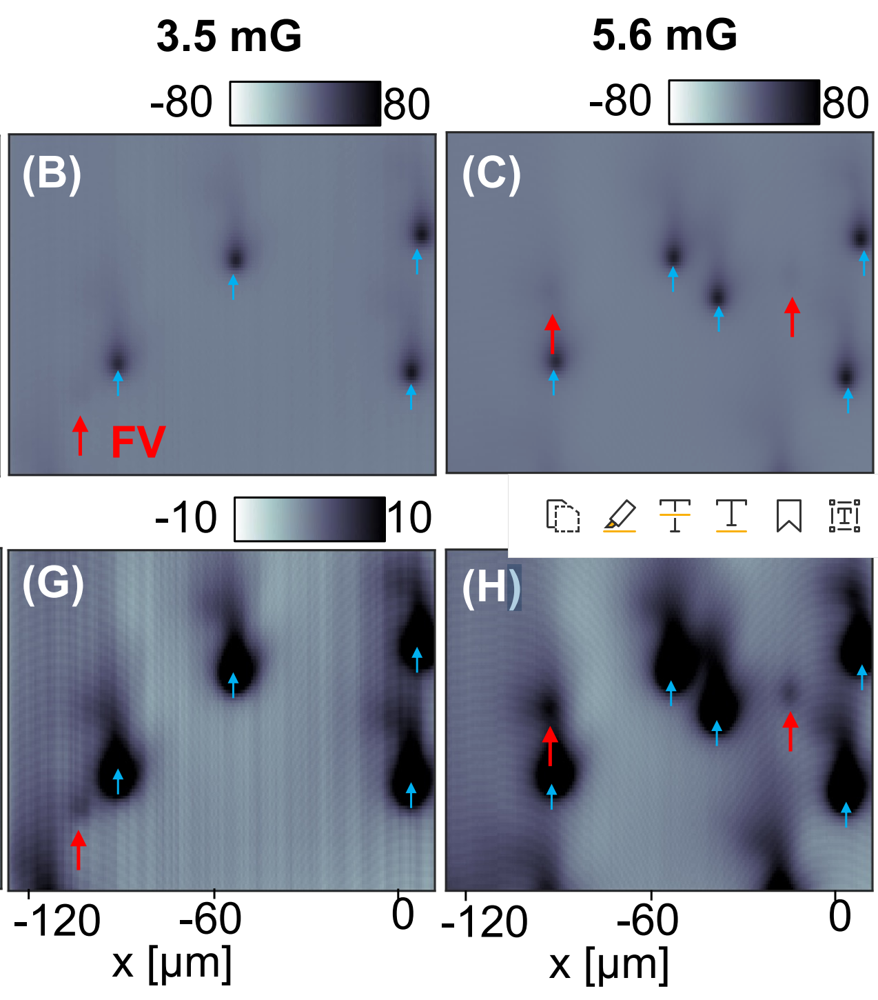 3.5 mG 5.6 mG
-80 80 -80 80
(B) (C)
FV
-10 10
(G) (H)
-120 -60 0 -120 -60 0
x [μm] x [μm]